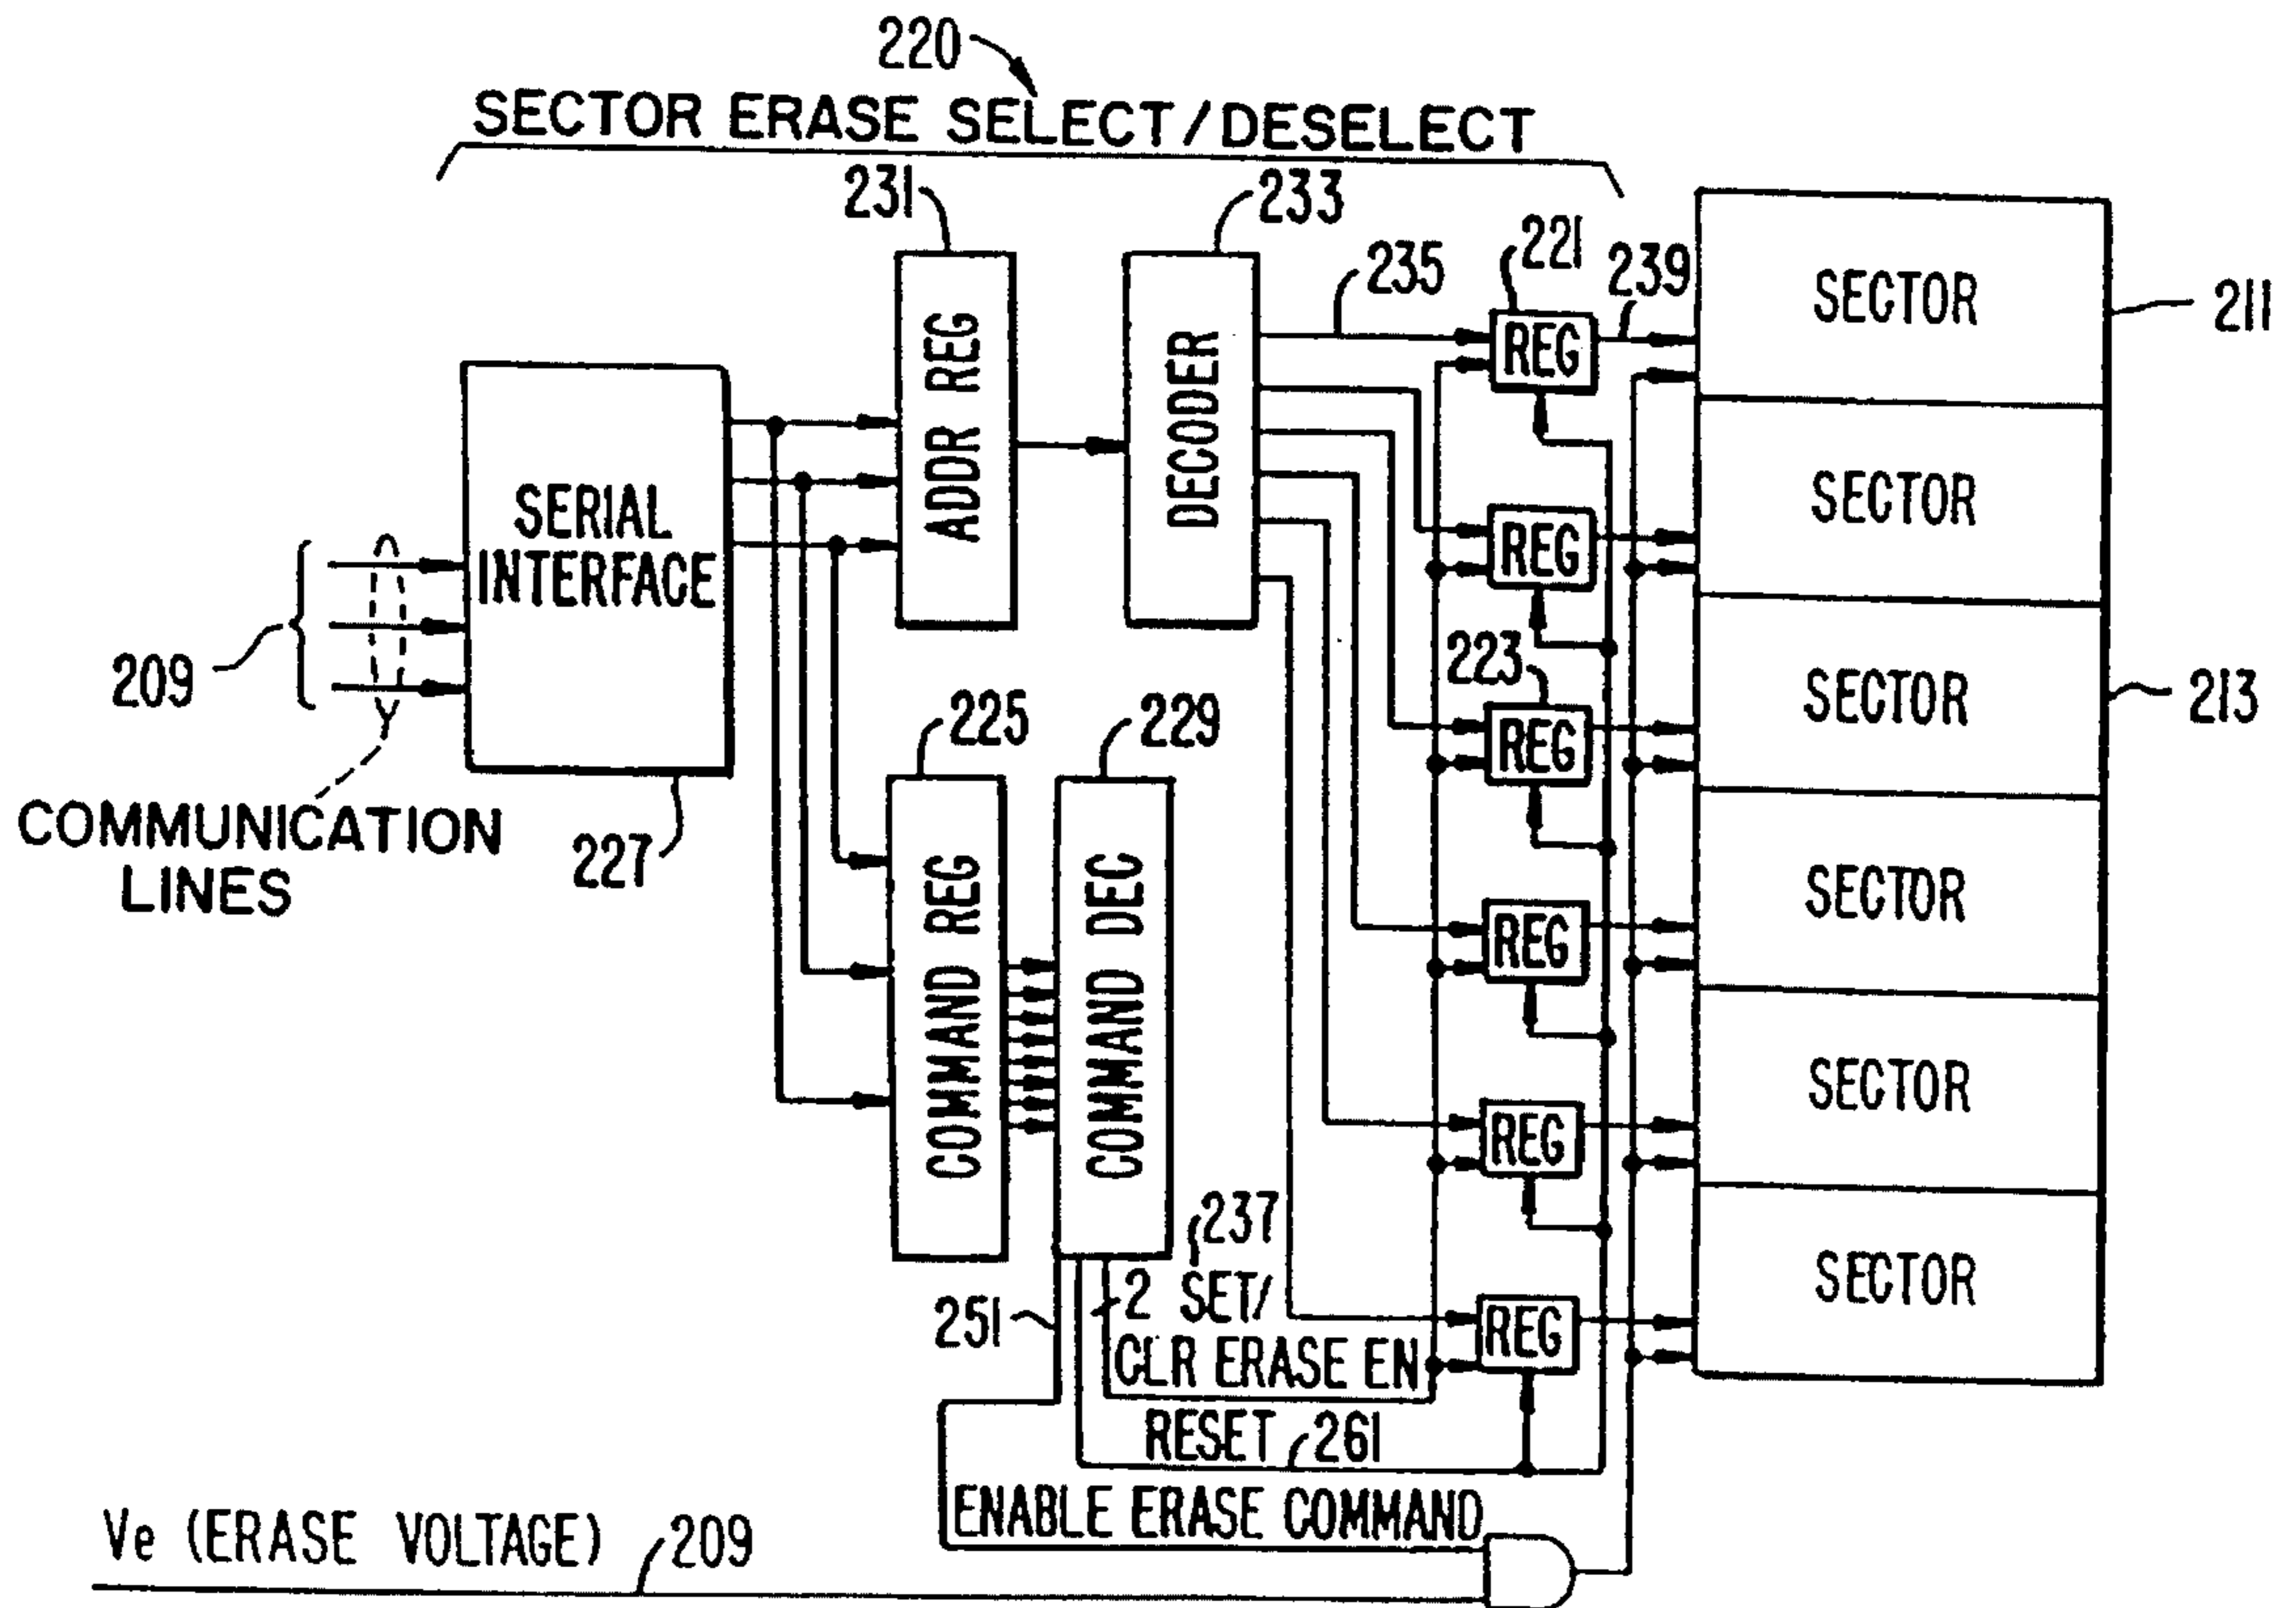 220
SECTOR ERASE SELECT/DESELECT
231
233
221
235
239
SECTOR
211
REG
ADDR REG
DECODER
SERIAL
INTERFACE
SECTOR
REG
209
223
SECTOR
213
REG
225
229
COMMUNICATION
LINES
227
COMMAND REG
COMMAND DEC
SECTOR
REG
SECTOR
REG
237
251
2
SET/
CLR ERASE EN
SECTOR
REG
RESET
261
ENABLE ERASE COMMAND
Ve (ERASE VOLTAGE)
209